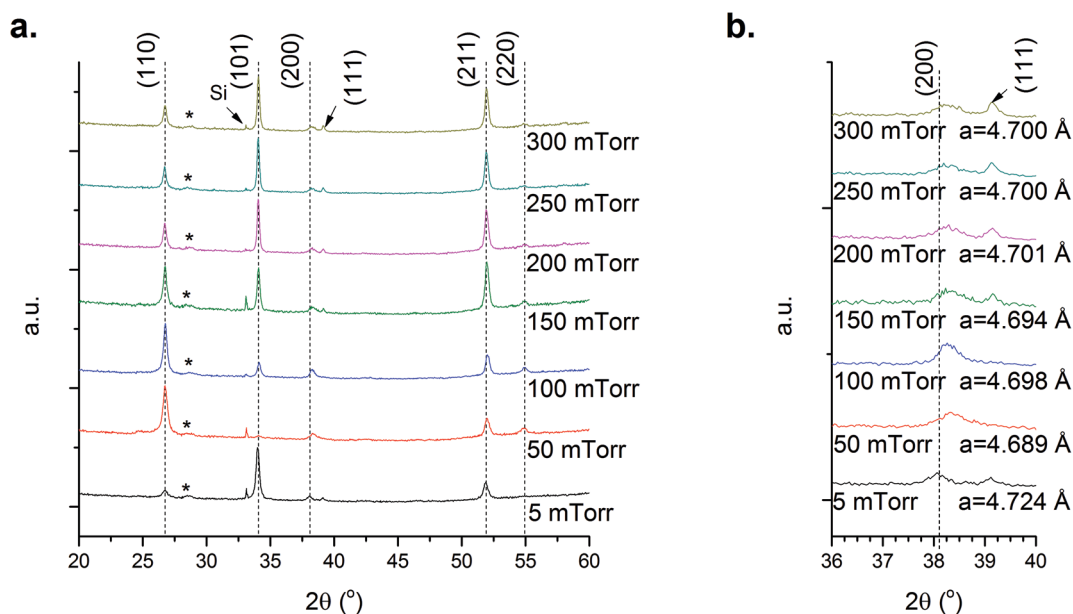 a.
(110)
Si
(101)
(200)
(111)
(211)
(220)
*
300 mTorr
*
250 mTorr
*
200 mTorr
*
150 mTorr
*
100 mTorr
*
50 mTorr
*
5 mTorr
a.u.
20 25 30 35 40 45 50 55 60
2θ (°)
b.
(200)
(111)
300 mTorr a=4.700 Å
250 mTorr a=4.700 Å
200 mTorr a=4.701 Å
150 mTorr a=4.694 Å
100 mTorr a=4.698 Å
50 mTorr a=4.689 Å
5 mTorr a=4.724 Å
a.u.
36 37 38 39 40
2θ (°)